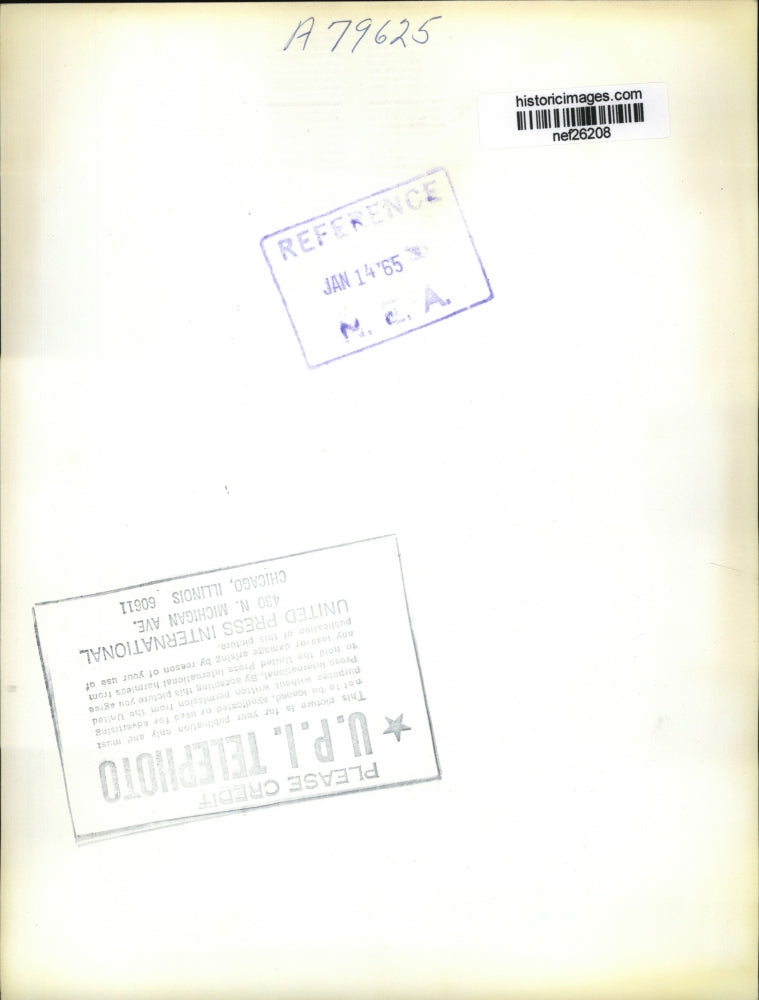 A79625
historicimages.com
nef26208
REFERENCE
JAN 14 '65
N. E. A.
PLEASE CREDIT
U.P.I. TELEPHOTO
This picture is for your publication only and must
not to be loaned, syndicated or used for advertising
purposes without written permission from the United
Press International. By accepting this picture you agree
to hold the United Press International harmless from
any loss or damage arising by reason of your use of
publication of this picture.
UNITED PRESS INTERNATIONAL
430 N. MICHIGAN AVE.
CHICAGO, ILLINOIS 60611